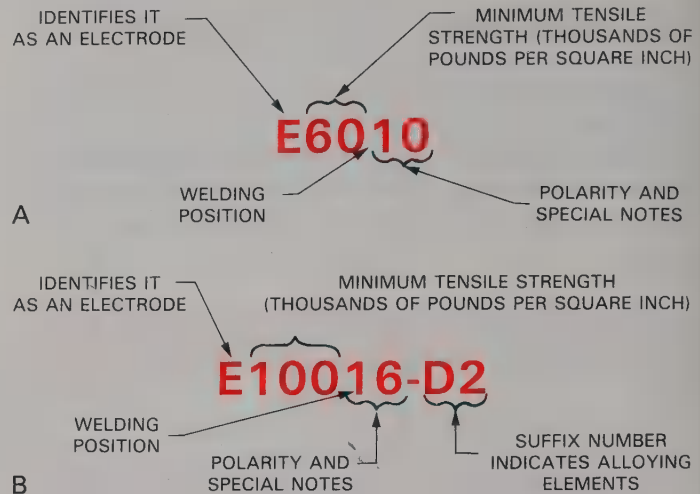 IDENTIFIES IT
AS AN ELECTRODE
MINIMUM TENSILE
STRENGTH (THOUSANDS OF
POUNDS PER SQUARE INCH)
E6010
WELDING
POSITION
POLARITY AND
SPECIAL NOTES
A
IDENTIFIES IT
AS AN ELECTRODE
MINIMUM TENSILE STRENGTH
(THOUSANDS OF POUNDS PER SQUARE INCH)
E10016-D2
WELDING
POSITION
POLARITY AND
SPECIAL NOTES
SUFFIX NUMBER
INDICATES ALLOYING
ELEMENTS
B